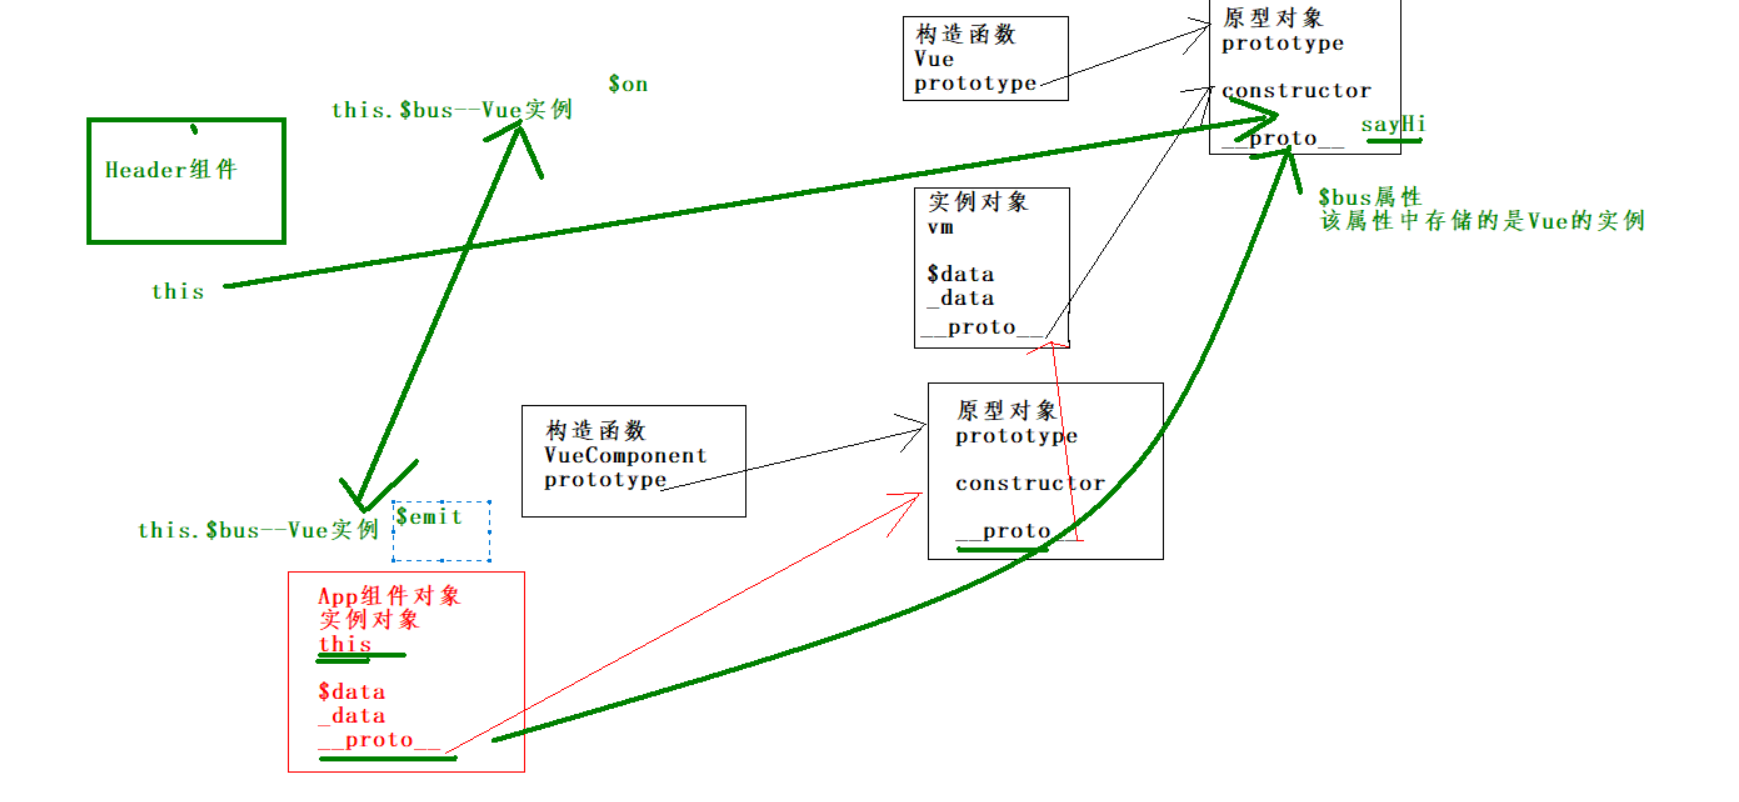 构造函数
Vue
prototype
原型对象
prototype
constructor
__proto__
sayHi
$on
this.$bus--Vue实例
Header组件
this
$bus属性
该属性中存储的是Vue的实例
实例对象
vm
$data
_data
__proto__
构造函数
VueComponent
prototype
原型对象
prototype
constructor
__proto__
this.$bus--Vue实例
$emit
App组件对象
实例对象
this
$data
_data
__proto__